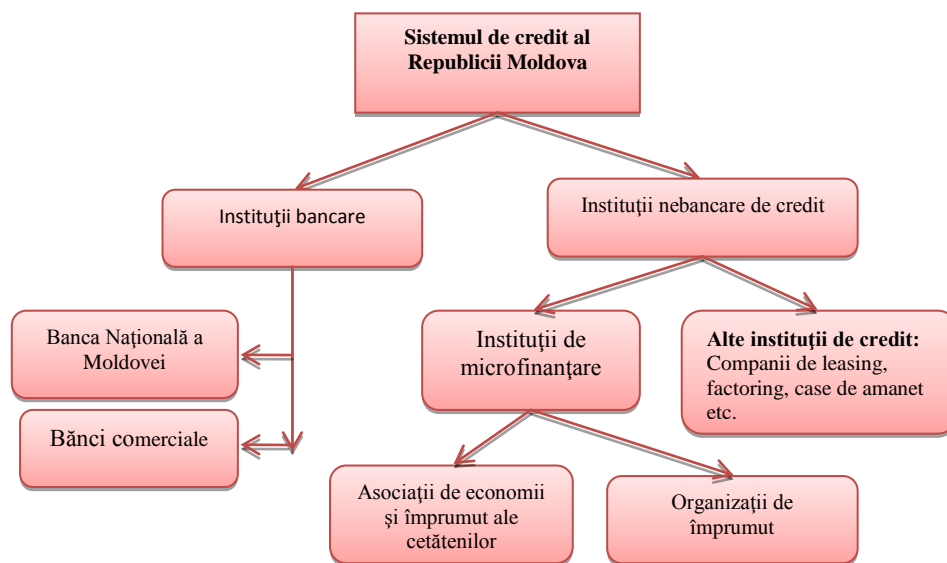 Sistemul de credit al
Republicii Moldova
Instituţii bancare
Instituţii nebancare de credit
Banca Naţională a
Moldovei
Bănci comerciale
Instituţii de
microfinanţare
Alte instituţii de credit:
Companii de leasing,
factoring, case de amanet
etc.
Asociaţii de economii
şi împrumut ale
cetătenilor
Organizaţii de
împrumut